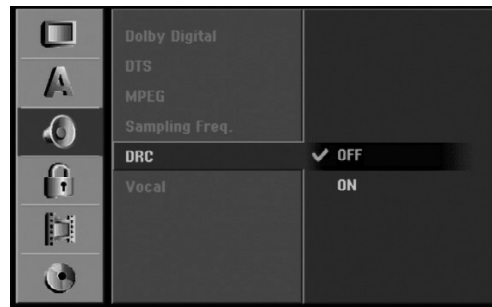 Dolby Digital
DTS
MPEG
Sampling Freq.
DRC
✔ OFF
ON
Vocal
A